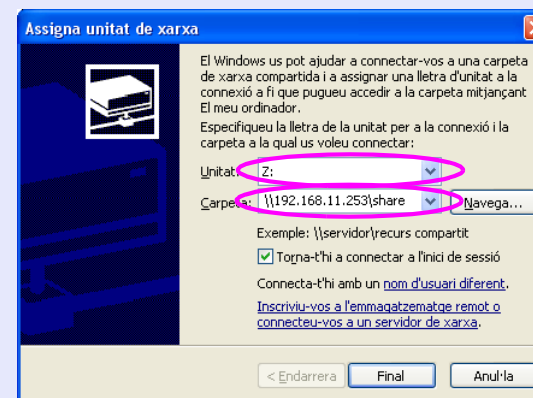 Assigna unitat de xarxa
El Windows us pot ajudar a connectar-vos a una carpeta
de xarxa compartida i a assignar una lletra d'unitat a la
connexió a fi que pugueu accedir a la carpeta mitjançant
El meu ordinador.
Especifiqueu la lletra de la unitat per a la connexió i la
carpeta a la qual us voleu connectar:
Unitat: Z:
Carpeta: \\192.168.11.253\share Navega...
Exemple: \\servidor\recurs compartit
Torna-t'hi a connectar a l'inici de sessió
Connecta-t'hi amb un nom d'usuari diferent.
Inscriviu-vos a l'emmagatzematge remot o
connecteu-vos a un servidor de xarxa.
< Endarrera Final Anul·la